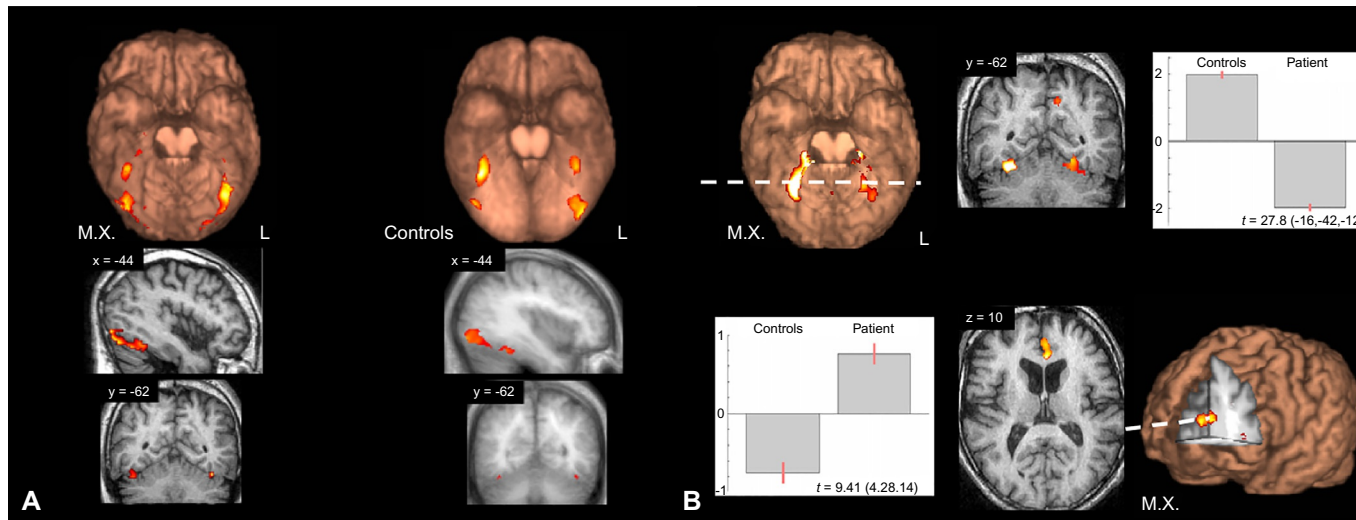 M.X.
L
Controls
L
x = -44
x = -44
y = -62
y = -62
A
M.X.
L
y = -62
Controls
Patient
2
0
-2
t = 27.8 (-16,-42,-12
Controls
Patient
1
0
-1
t = 9.41 (4.28.14)
z = 10
M.X.
B